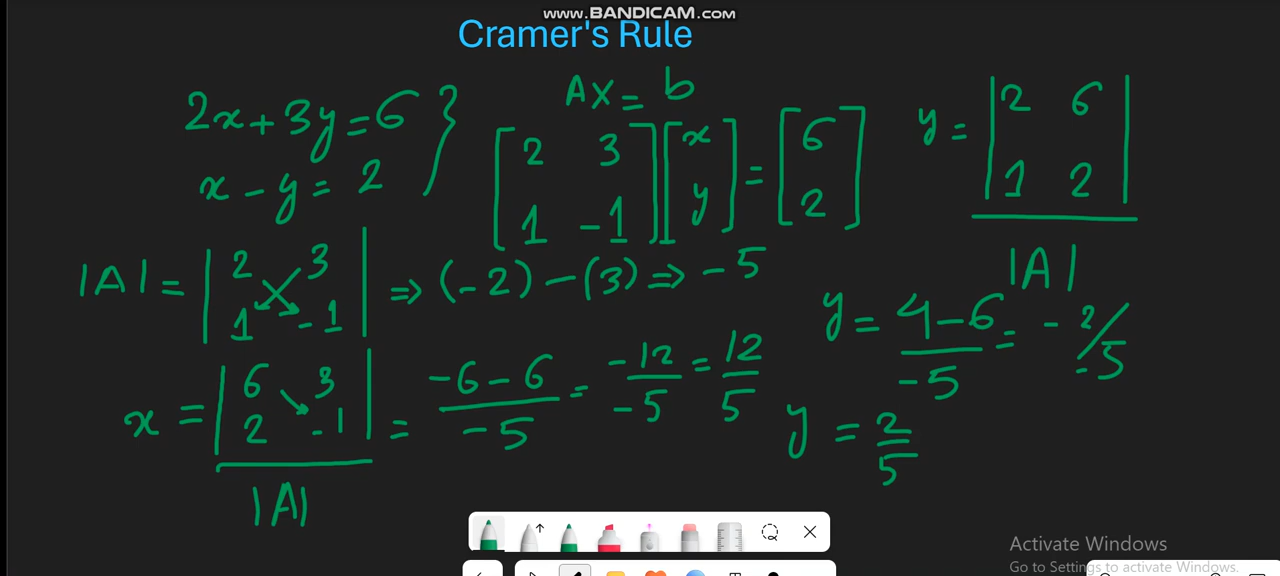 www.BANDICAM.com
Cramer's Rule
2x+3y=6
x-y=2 }
AX=b
[2 3
1 -1] [x
y] = [6
2]
|A| = |2 3
1 -1| ⇒ (-2)-(3) ⇒ -5
x = |6 3
2 -1|
|A|
= -6-6/-5 = -12/-5 = 12/5
y = |2 6
1 2|
|A|
y = 4-6/-5 = -2/-5
y = 2/5
Activate Windows
Go to Settings to activate Windows.